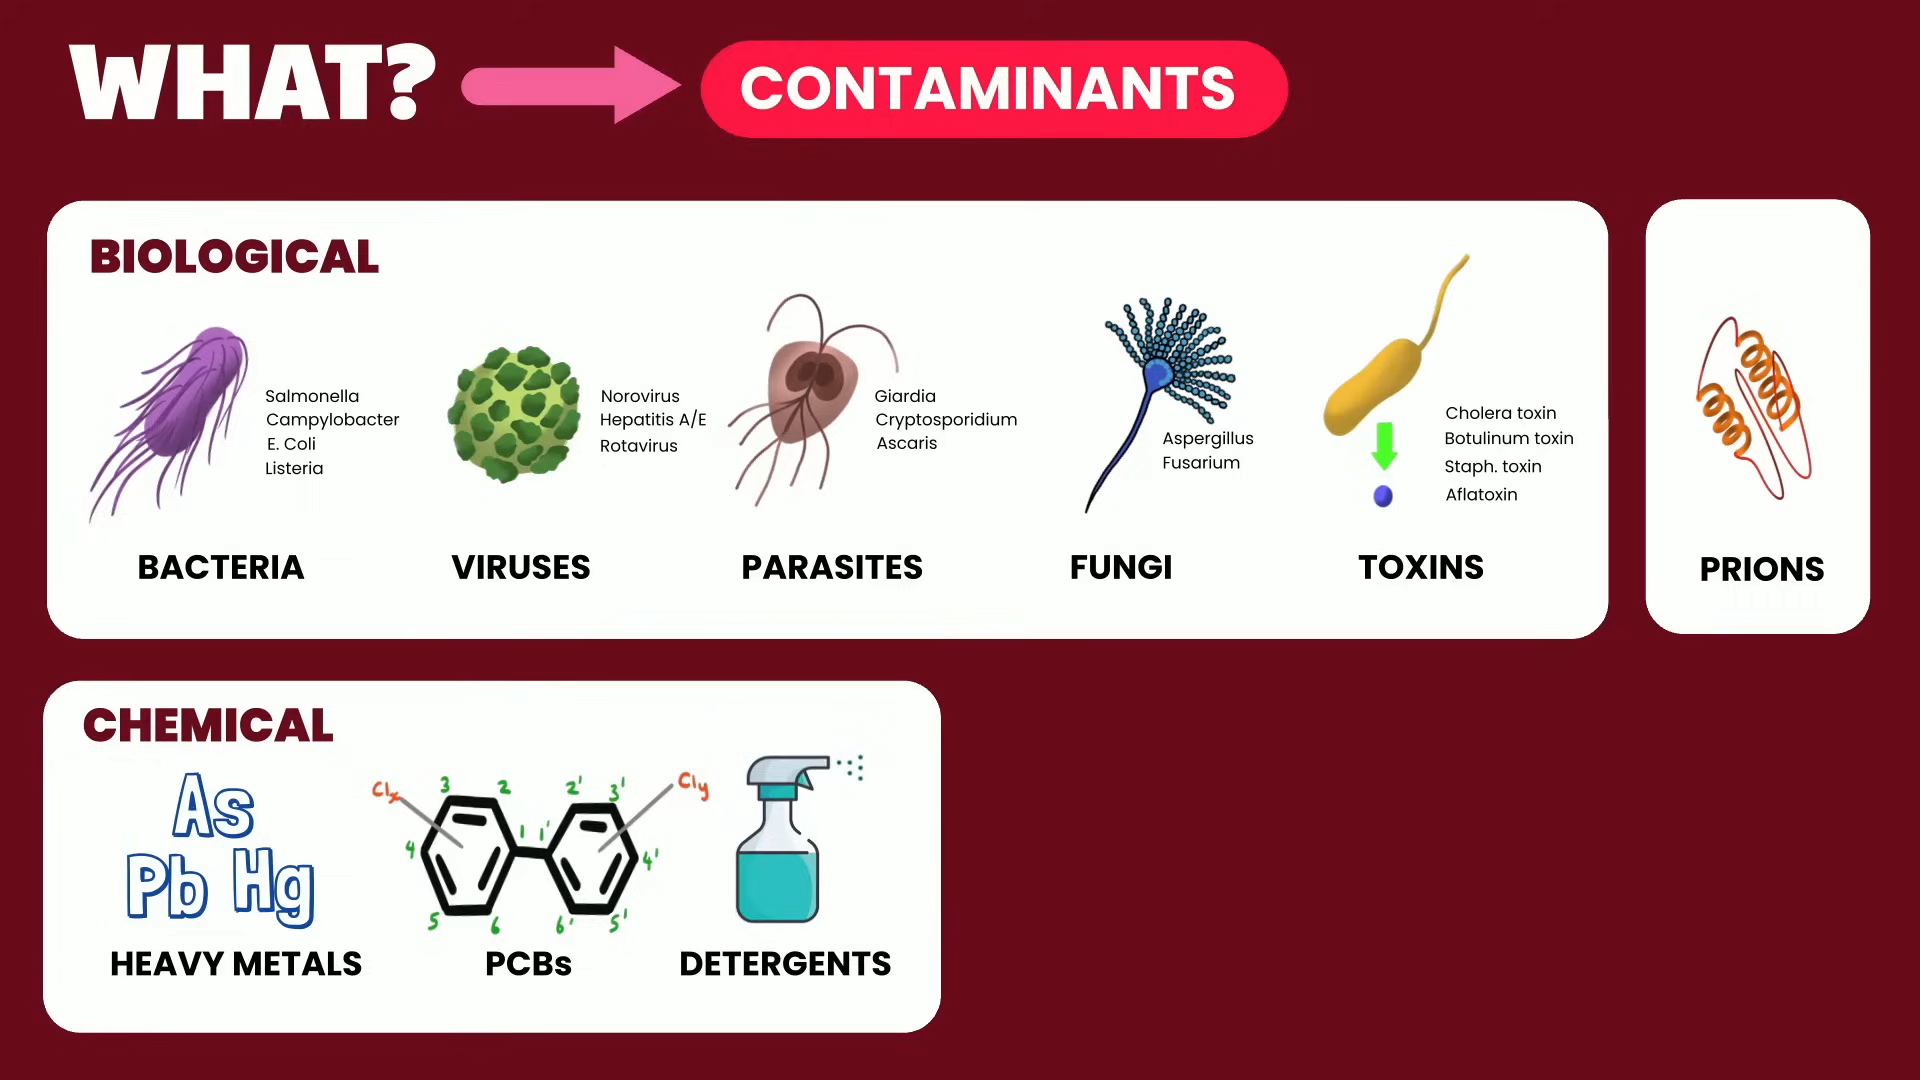 WHAT?
CONTAMINANTS
BIOLOGICAL
Salmonella
Campylobacter
E. Coli
Listeria
BACTERIA
Norovirus
Hepatitis A/E
Rotavirus
VIRUSES
Giardia
Cryptosporidium
Ascaris
PARASITES
Aspergillus
Fusarium
FUNGI
Cholera toxin
Botulinum toxin
Staph. toxin
Aflatoxin
TOXINS
PRIONS
CHEMICAL
As
Pb Hg
HEAVY METALS
Clx 3 2 2' 3' Cly
4 1 1' 4'
5 6 6' 5'
PCBs
DETERGENTS